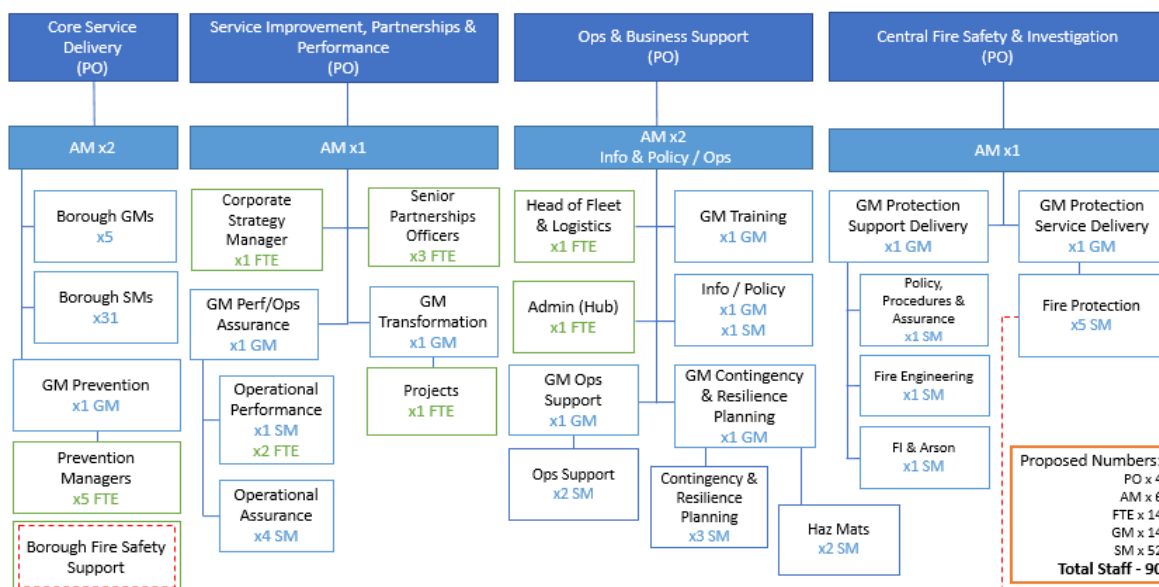 Core Service
Delivery
(PO)
Service Improvement, Partnerships &
Performance
(PO)
Ops & Business Support
(PO)
Central Fire Safety & Investigation
(PO)
AM x2
AM x1
AM x2
Info & Policy / Ops
AM x1
Borough GMs
x5
Borough SMs
x31
GM Prevention
x1 GM
Prevention
Managers
x5 FTE
Borough Fire Safety
Support
Corporate
Strategy
Manager
x1 FTE
Senior
Partnerships
Officers
x3 FTE
GM Perf/Ops
Assurance
x1 GM
GM
Transformation
x1 GM
Operational
Performance
x1 SM
x2 FTE
Projects
x1 FTE
Operational
Assurance
x4 SM
Head of Fleet
& Logistics
x1 FTE
GM Training
x1 GM
Admin (Hub)
x1 FTE
Info / Policy
x1 GM
x1 SM
GM Ops
Support
x1 GM
GM Contingency
& Resilience
Planning
x1 GM
Ops Support
x2 SM
Contingency &
Resilience
Planning
x3 SM
Haz Mats
x2 SM
GM Protection
Support Delivery
x1 GM
GM Protection
Service Delivery
x1 GM
Policy,
Procedures &
Assurance
x1 SM
Fire Protection
x5 SM
Fire Engineering
x1 SM
FI & Arson
x1 SM
Proposed Numbers:
PO x 4
AM x 6
FTE x 14
GM x 14
SM x 52
Total Staff - 90